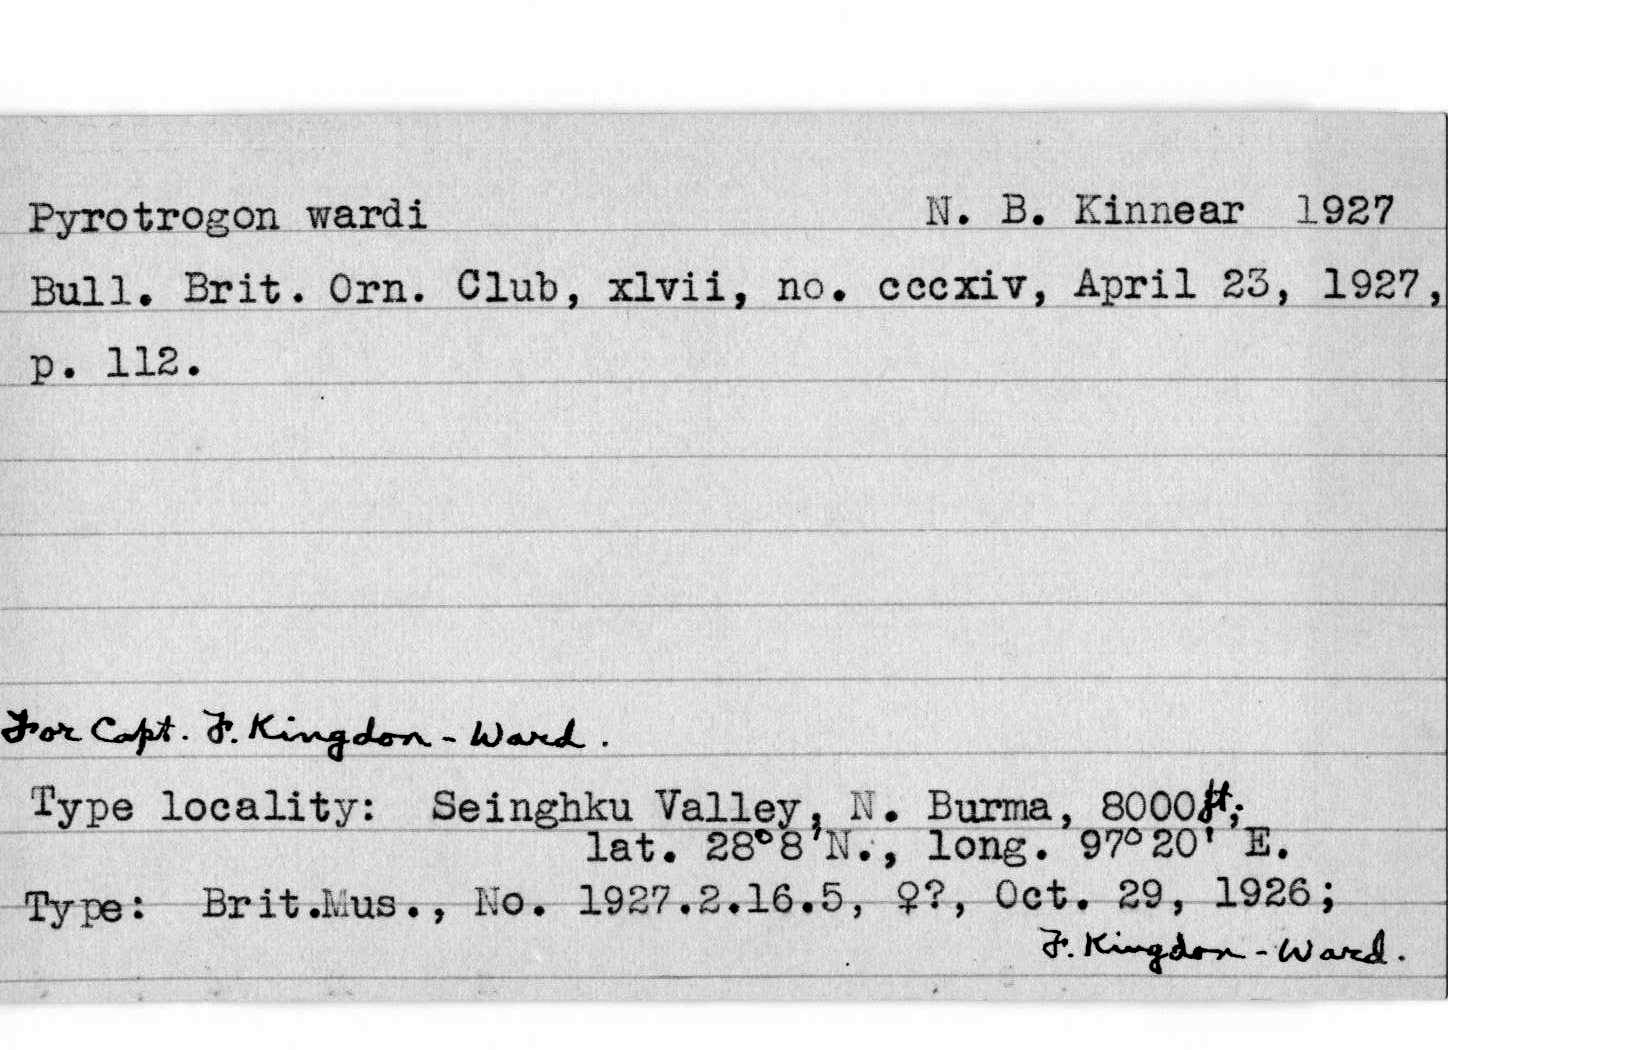 Pyrotrogon wardi N. B. Kinnear 1927
Bull. Brit. Orn. Club, xlvii, no. cccxiv, April 23, 1927,
p. 112.
For Capt. F. Kingdon-Ward.
Type locality: Seinghku Valley, N. Burma, 8000 ft;
lat. 28°8'N., long. 97°20' E.
Type: Brit.Mus., No. 1927.2.16.5, ♀?, Oct. 29, 1926;
F. Kingdon-Ward.